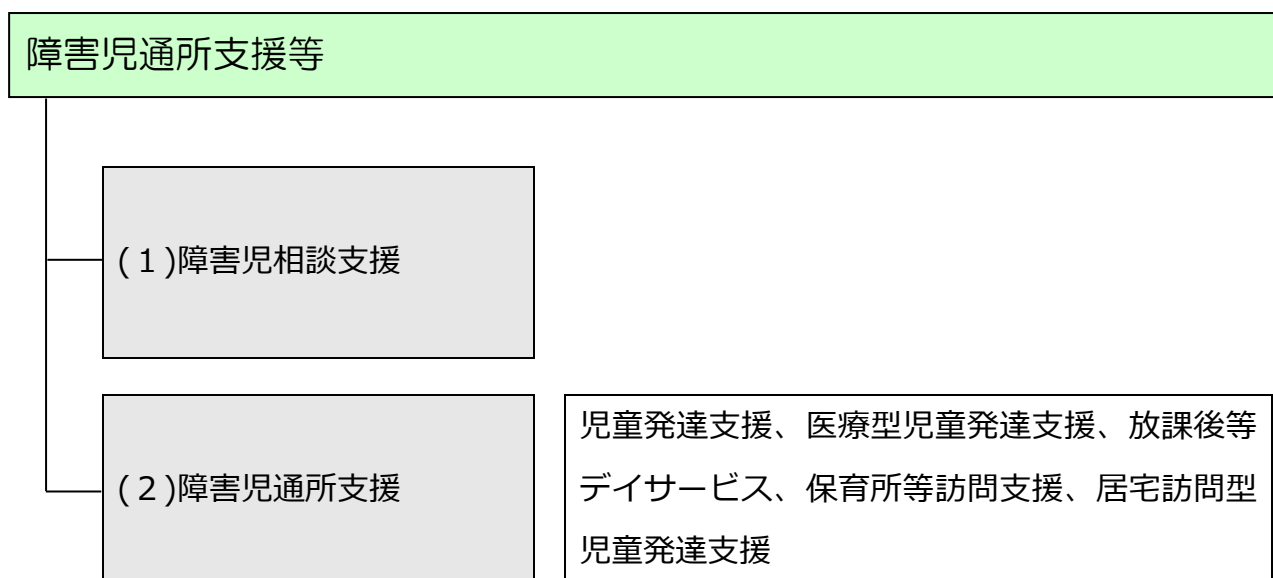 障害児通所支援等
(１)障害児相談支援
(２)障害児通所支援
児童発達支援、医療型児童発達支援、放課後等
デイサービス、保育所等訪問支援、居宅訪問型
児童発達支援